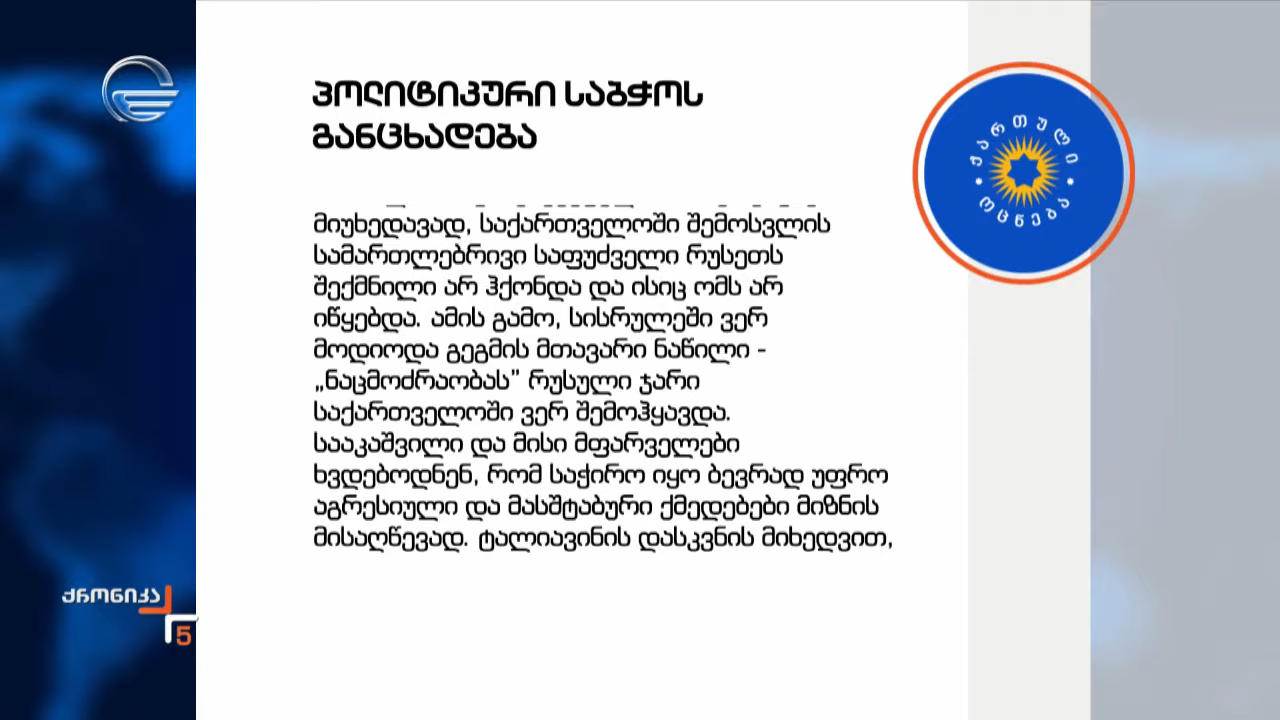 პოლიტიკური საბჭოს
განცხადება
ქართული
ოცნება
მიუხედავად, საქართველოში შემოსვლის
სამართლებრივი საფუძველი რუსეთს
შექმნილი არ ჰქონდა და ისიც ომს არ
იწყებდა. ამის გამო, სისრულეში ვერ
მოდიოდა გეგმის მთავარი ნაწილი -
„ნაცმოძრაობას” რუსული ჯარი
საქართველოში ვერ შემოჰყავდა.
სააკაშვილი და მისი მფარველები
ხვდებოდნენ, რომ საჭირო იყო ბევრად უფრო
აგრესიული და მასშტაბური ქმედებები მიზნის
მისაღწევად. ტალიავინის დასკვნის მიხედვით,
ქრონიკა
5